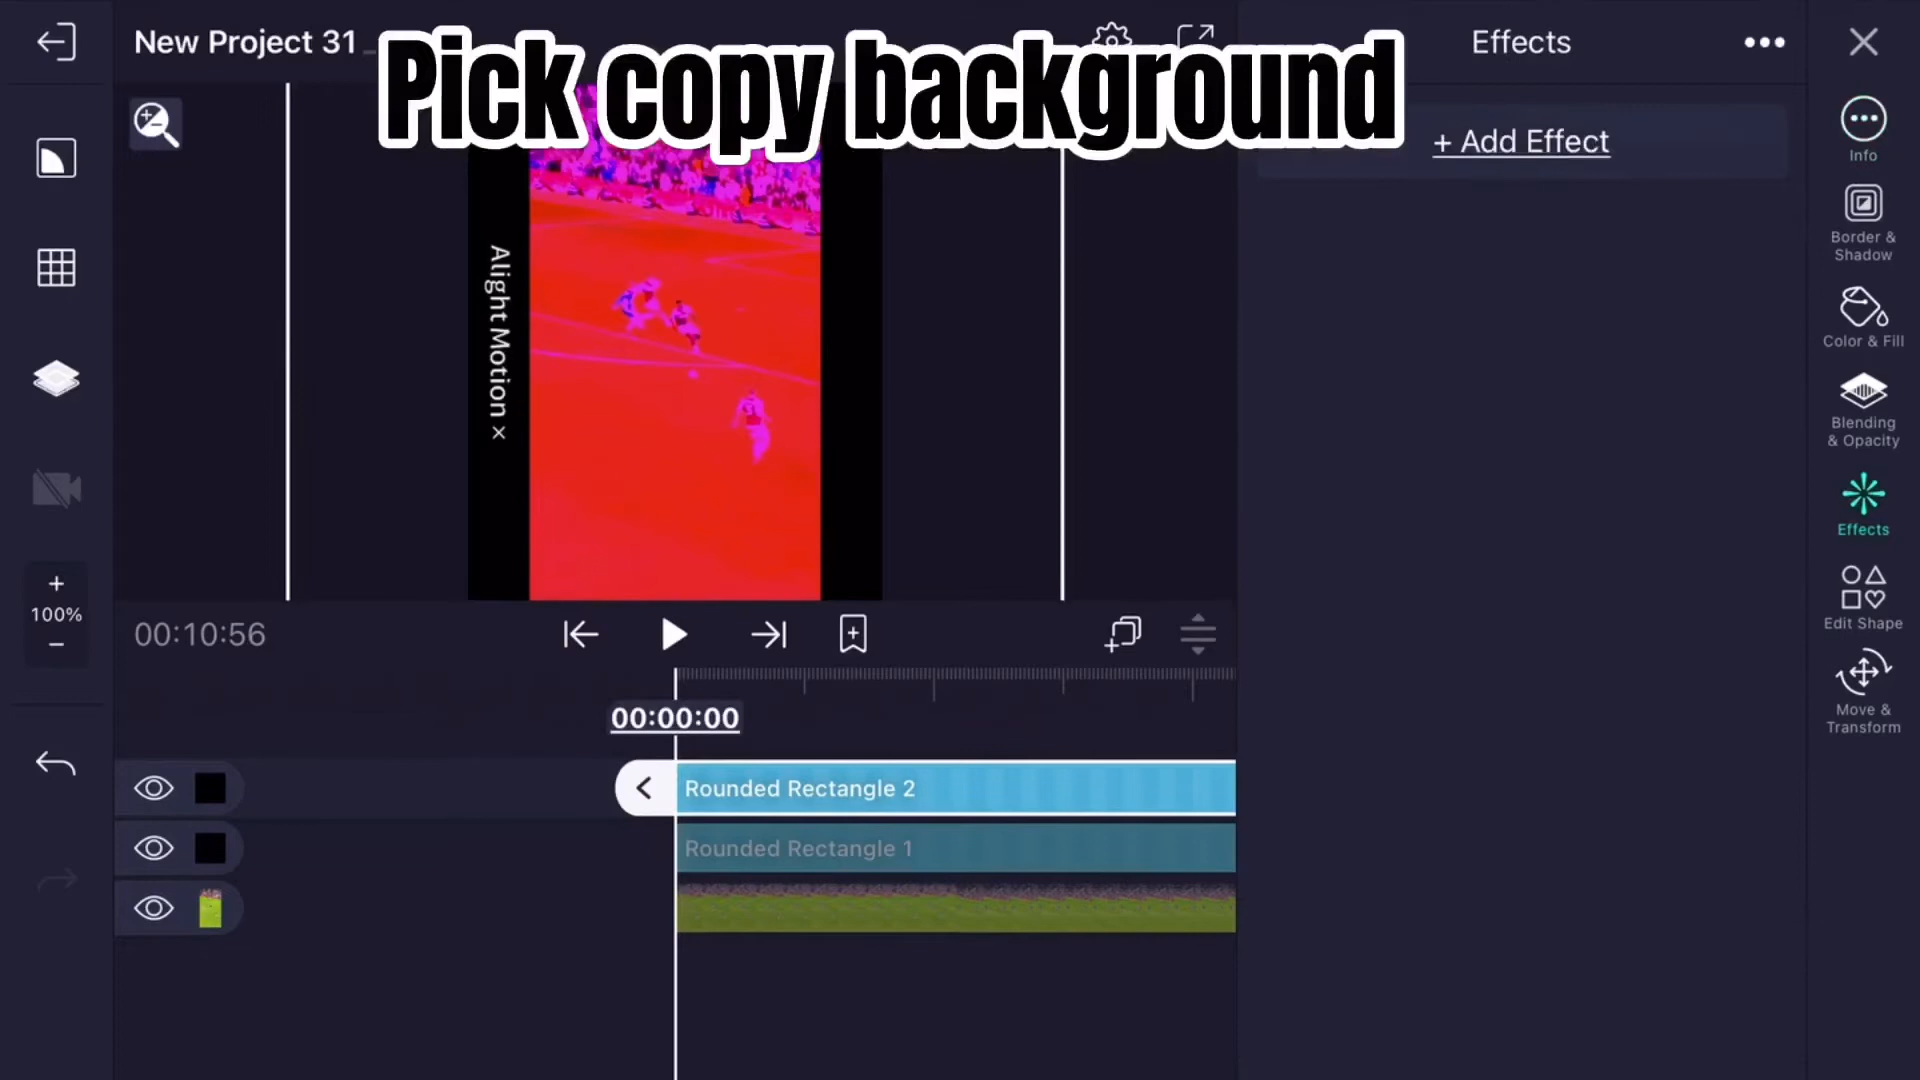 New Project 31
Pick copy background
Effects
+ Add Effect
Info
Border &
Shadow
Color & Fill
Blending
& Opacity
Effects
Edit Shape
Move &
Transform
Alight Motion ×
100%
00:10:56
00:00:00
Rounded Rectangle 2
Rounded Rectangle 1